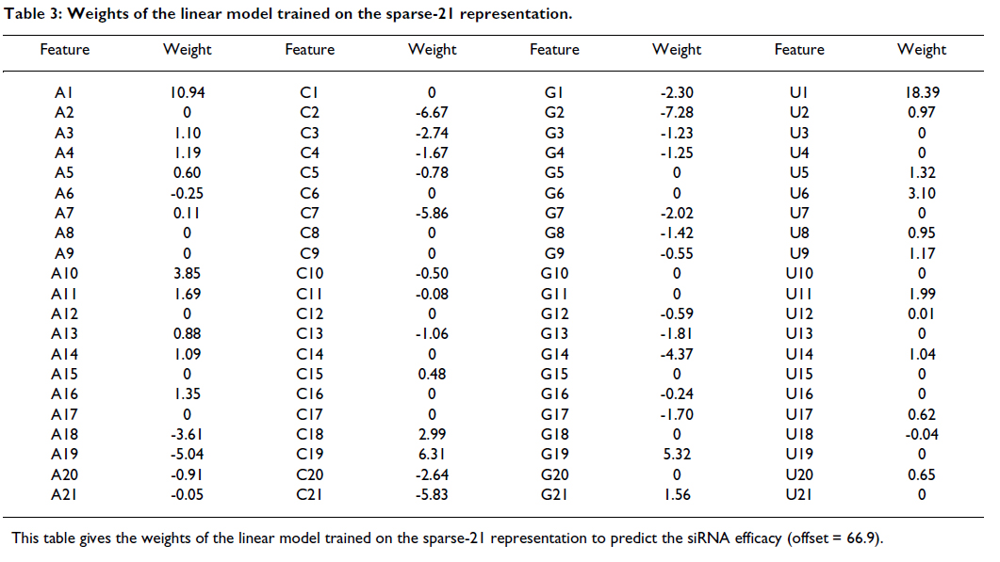 Table 3: Weights of the linear model trained on the sparse-21 representation.
Feature Weight Feature Weight Feature Weight Feature Weight
A1 10.94 C1 0 G1 -2.30 U1 18.39
A2 0 C2 -6.67 G2 -7.28 U2 0.97
A3 1.10 C3 -2.74 G3 -1.23 U3 0
A4 1.19 C4 -1.67 G4 -1.25 U4 0
A5 0.60 C5 -0.78 G5 0 U5 1.32
A6 -0.25 C6 0 G6 0 U6 3.10
A7 0.11 C7 -5.86 G7 -2.02 U7 0
A8 0 C8 0 G8 -1.42 U8 0.95
A9 0 C9 0 G9 -0.55 U9 1.17
A10 3.85 C10 -0.50 G10 0 U10 0
A11 1.69 C11 -0.08 G11 0 U11 1.99
A12 0 C12 0 G12 -0.59 U12 0.01
A13 0.88 C13 -1.06 G13 -1.81 U13 0
A14 1.09 C14 0 G14 -4.37 U14 1.04
A15 0 C15 0.48 G15 0 U15 0
A16 1.35 C16 0 G16 -0.24 U16 0
A17 0 C17 0 G17 -1.70 U17 0.62
A18 -3.61 C18 2.99 G18 0 U18 -0.04
A19 -5.04 C19 6.31 G19 5.32 U19 0
A20 -0.91 C20 -2.64 G20 0 U20 0.65
A21 -0.05 C21 -5.83 G21 1.56 U21 0
This table gives the weights of the linear model trained on the sparse-21 representation to predict the siRNA efficacy (offset = 66.9).